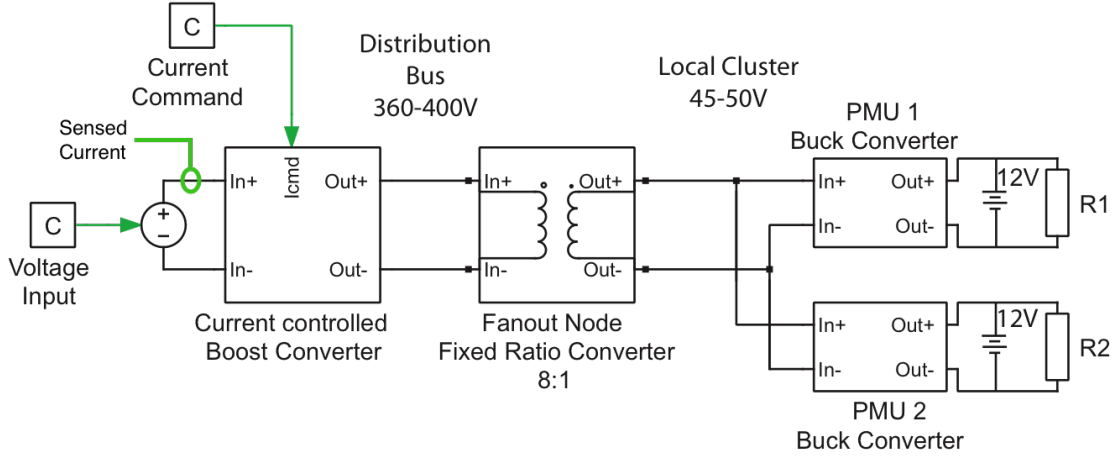 C
Current
Command
Sensed
Current
C
Voltage
Input
+
−
In+
In-
Icmd
Out+
Out-
Current controlled
Boost Converter
Distribution
Bus
360-400V
In+
In-
Out+
Out-
Fanout Node
Fixed Ratio Converter
8:1
Local Cluster
45-50V
PMU 1
Buck Converter
In+
In-
Out+
Out-
12V
R1
In+
In-
Out+
Out-
12V
R2
PMU 2
Buck Converter